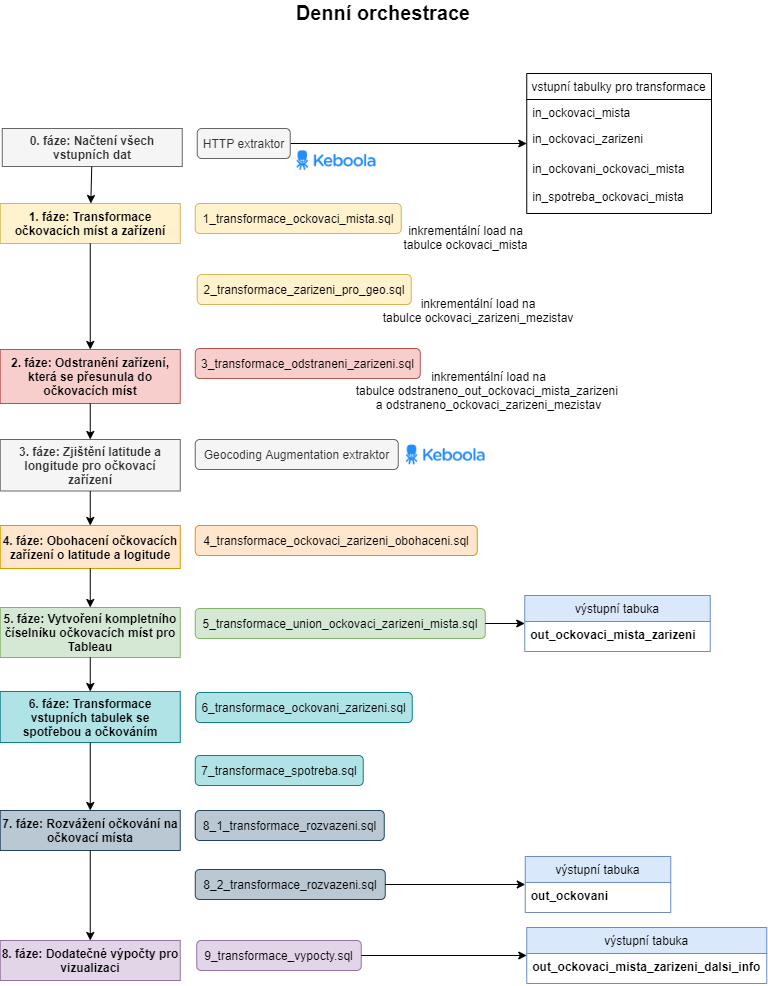 Denní orchestrace
vstupní tabulky pro transformace
in_ockovaci_mista
in_ockovaci_zarizeni
in_ockovani_ockovaci_mista
in_spotreba_ockovaci_mista
0. fáze: Načtení všech
vstupních dat
HTTP extraktor
Keboola
1. fáze: Transformace
očkovacích míst a zařízení
1_transformace_ockovaci_mista.sql
inkrementální load na
tabulce ockovaci_mista
2_transformace_zarizeni_pro_geo.sql
inkrementální load na
tabulce ockovaci_zarizeni_mezistav
2. fáze: Odstranění zařízení,
která se přesunula do
očkovacích míst
3_transformace_odstraneni_zarizeni.sql
inkrementální load na
tabulce odstraneno_out_ockovaci_mista_zarizeni
a odstraneno_ockovaci_zarizeni_mezistav
3. fáze: Zjištění latitude a
longitude pro očkovací
zařízení
Geocoding Augmentation extraktor
Keboola
4. fáze: Obohacení očkovacích
zařízení o latitude a logitude
4_transformace_ockovaci_zarizeni_obohaceni.sql
5. fáze: Vytvoření kompletního
číselníku očkovacích míst pro
Tableau
5_transformace_union_ockovaci_zarizeni_mista.sql
výstupní tabuka
out_ockovaci_mista_zarizeni
6. fáze: Transformace
vstupních tabulek se
spotřebou a očkováním
6_transformace_ockovani_zarizeni.sql
7_transformace_spotreba.sql
7. fáze: Rozvážení očkování na
očkovací místa
8_1_transformace_rozvazeni.sql
8_2_transformace_rozvazeni.sql
výstupní tabuka
out_ockovani
8. fáze: Dodatečné výpočty pro
vizualizaci
9_transformace_vypocty.sql
výstupní tabuka
out_ockovaci_mista_zarizeni_dalsi_info